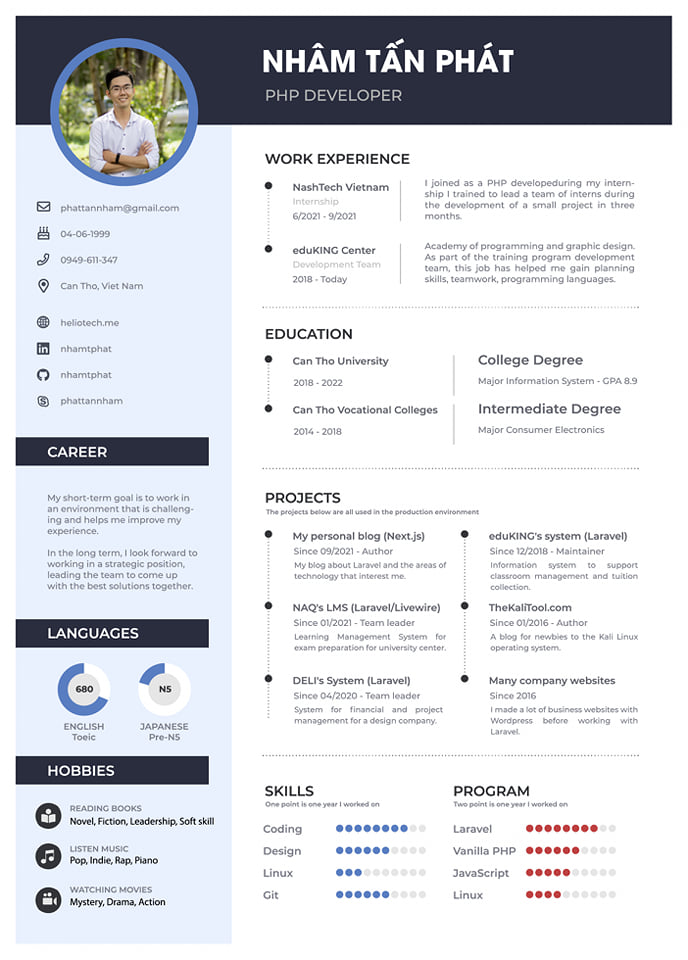 NHÂM TẤN PHÁT
PHP DEVELOPER
phattannham@gmail.com
04-06-1999
0949-611-347
Can Tho, Viet Nam
heliotech.me
nhamtphat
nhamtphat
phattannham
CAREER
My short-term goal is to work in
an environment that is challeng-
ing and helps me improve my
experience.
In the long term, I look forward to
working in a strategic position,
leading the team to come up
with the best solutions together.
LANGUAGES
680
N5
ENGLISH
Toeic
JAPANESE
Pre-N5
HOBBIES
READING BOOKS
Novel, Fiction, Leadership, Soft skill
LISTEN MUSIC
Pop, Indie, Rap, Piano
WATCHING MOVIES
Mystery, Drama, Action
WORK EXPERIENCE
NashTech Vietnam
Internship
6/2021 - 9/2021
I joined as a PHP developeduring my intern-
ship I trained to lead a team of interns during
the development of a small project in three
months.
eduKING Center
Development Team
2018 - Today
Academy of programming and graphic design.
As part of the training program development
team, this job has helped me gain planning
skills, teamwork, programming languages.
EDUCATION
Can Tho University
2018 - 2022
College Degree
Major Information System - GPA 8.9
Can Tho Vocational Colleges
2014 - 2018
Intermediate Degree
Major Consumer Electronics
PROJECTS
The projects below are all used in the production environment
My personal blog (Next.js)
Since 09/2021 - Author
My blog about Laravel and the areas of
technology that interest me.
NAQ's LMS (Laravel/Livewire)
Since 01/2021 - Team leader
Learning Management System for
exam preparation for university center.
DELI's System (Laravel)
Since 04/2020 - Team leader
System for financial and project
management for a design company.
eduKING's system (Laravel)
Since 12/2018 - Maintainer
Information system to support
classroom management and tuition
collection.
TheKaliTool.com
Since 01/2016 - Author
A blog for newbies to the Kali Linux
operating system.
Many company websites
Since 2016
I made a lot of business websites with
Wordpress before working with
Laravel.
SKILLS
One point is one year I worked on
Coding
Design
Linux
Git
PROGRAM
Two point is one year I worked on
Laravel
Vanilla PHP
JavaScript
Linux